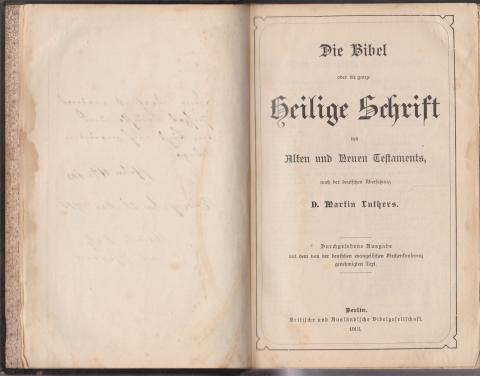 Die Bibel
oder die ganze
Heilige Schrift
des
Alten und Neuen Testaments,
nach der deutschen Übersetzung
D. Martin Luthers.
Durchgesehene Ausgabe
mit dem von der deutschen evangelischen Kirchenkonferenz
genehmigten Text.
Berlin.
Britische und Ausländische Bibelgesellschaft.
1913.